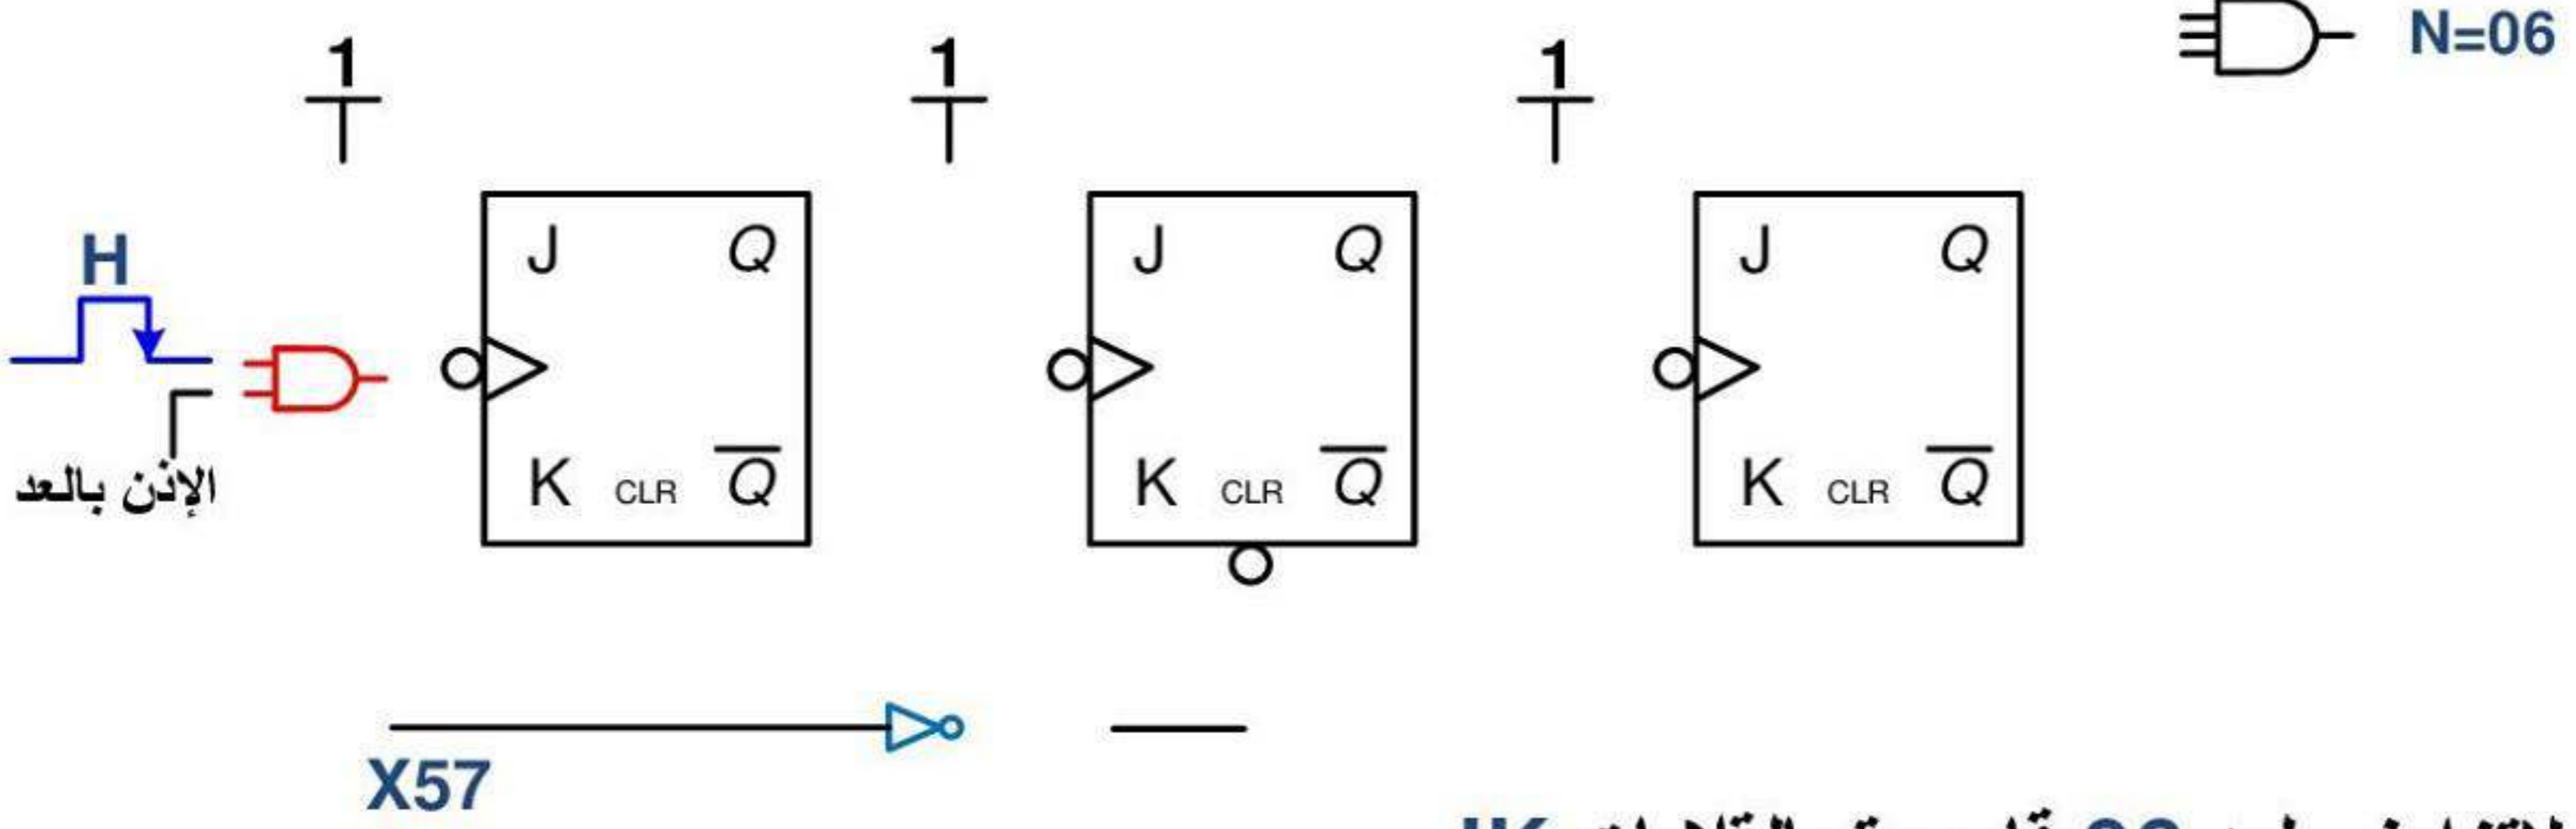 1 1 1 N=06
J Q J Q J Q
H
K CLR Q̅ K CLR Q̅ K CLR Q̅
الإذن بالعد
X57